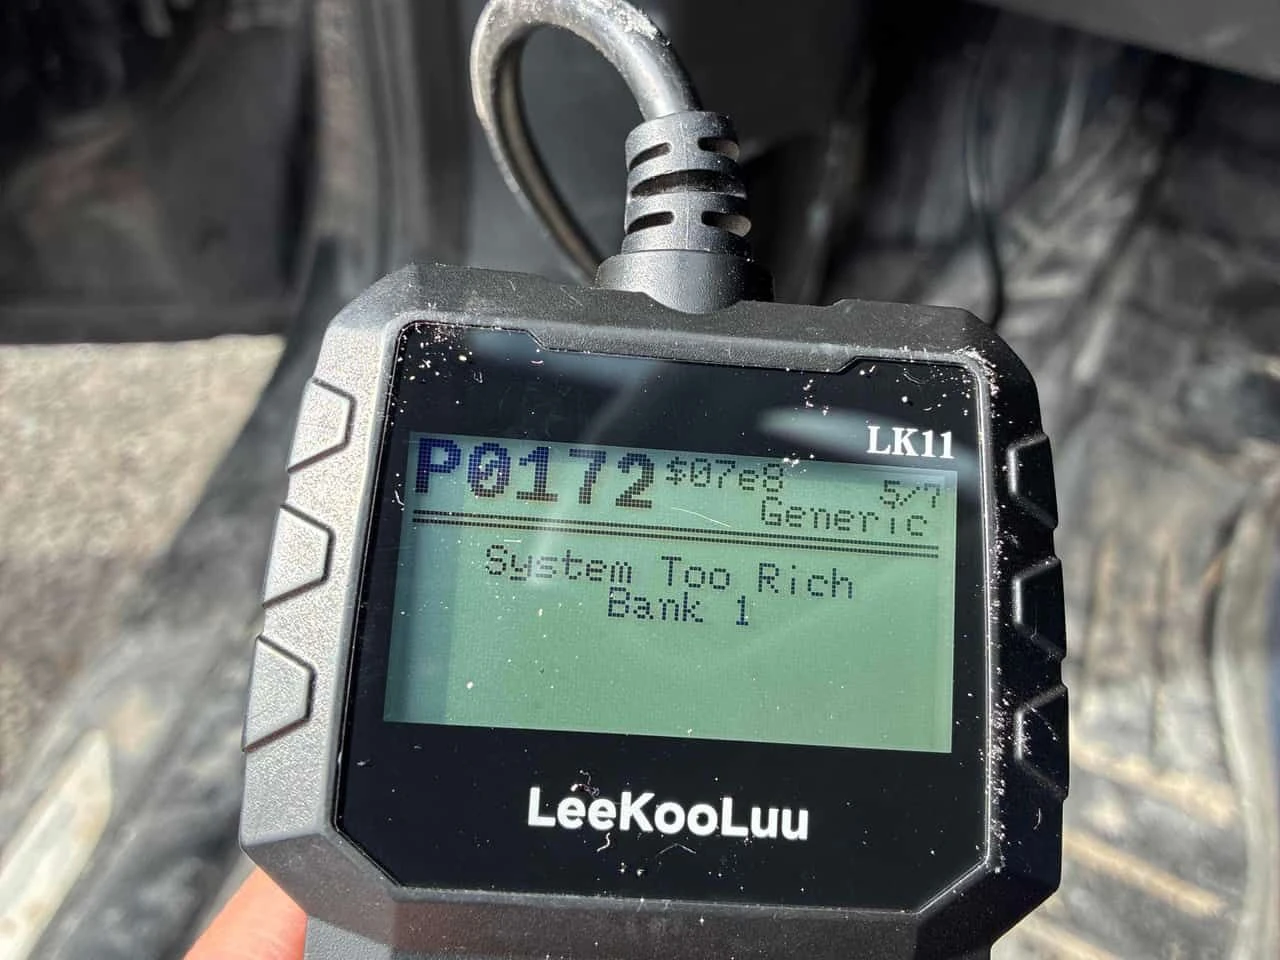 LK11
P0172 $07e8 5/7
Generic
System Too Rich
Bank 1
LeeKooLuu